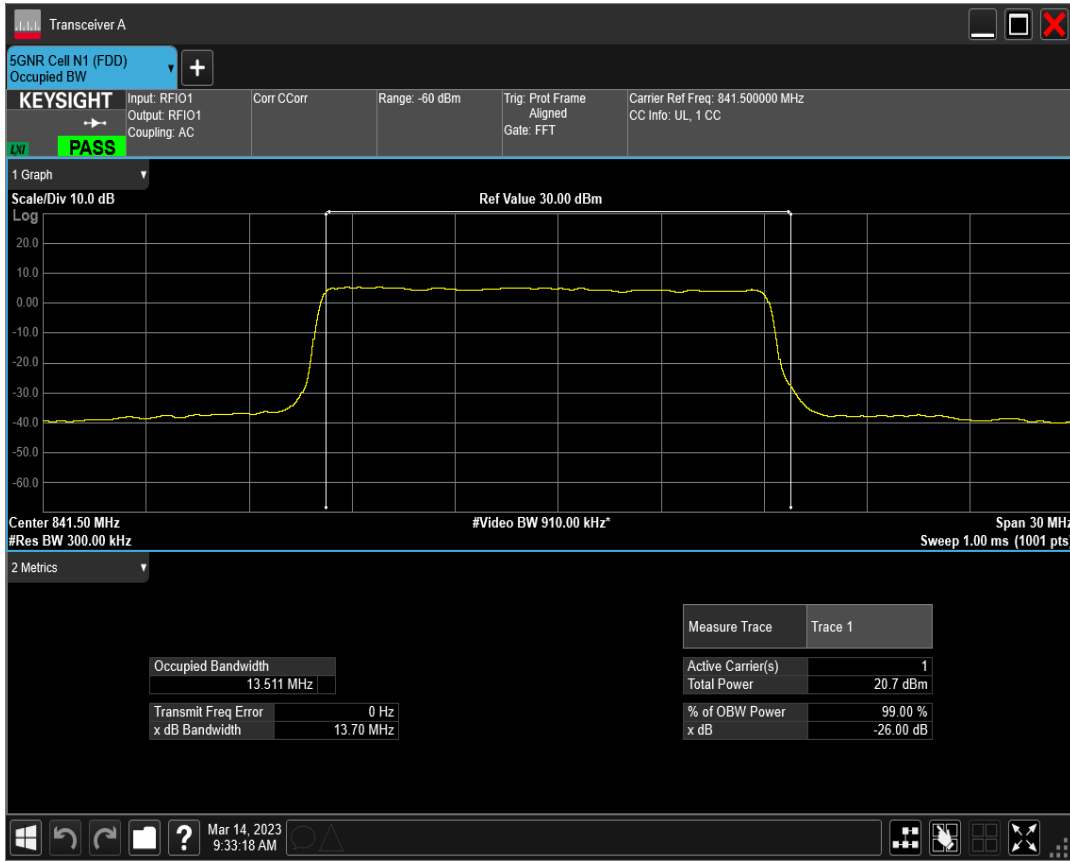 Transceiver A
5GNR Cell N1 (FDD)
Occupied BW
+
KEYSIGHT
LXI
PASS
Input: RFIO1
Output: RFIO1
Coupling: AC
Corr CCorr
Range: -60 dBm
Trig: Prot Frame
Aligned
Gate: FFT
Carrier Ref Freq: 841.500000 MHz
CC Info: UL, 1 CC
1 Graph
Scale/Div 10.0 dB
Ref Value 30.00 dBm
Log
20.0
10.0
0.00
-10.0
-20.0
-30.0
-40.0
-50.0
-60.0
Center 841.50 MHz
#Video BW 910.00 kHz*
Span 30 MHz
#Res BW 300.00 kHz
Sweep 1.00 ms (1001 pts)
2 Metrics
Measure Trace Trace 1
Occupied Bandwidth
13.511 MHz
Transmit Freq Error 0 Hz
x dB Bandwidth 13.70 MHz
Active Carrier(s) 1
Total Power 20.7 dBm
% of OBW Power 99.00 %
x dB -26.00 dB
?
Mar 14, 2023
9:33:18 AM